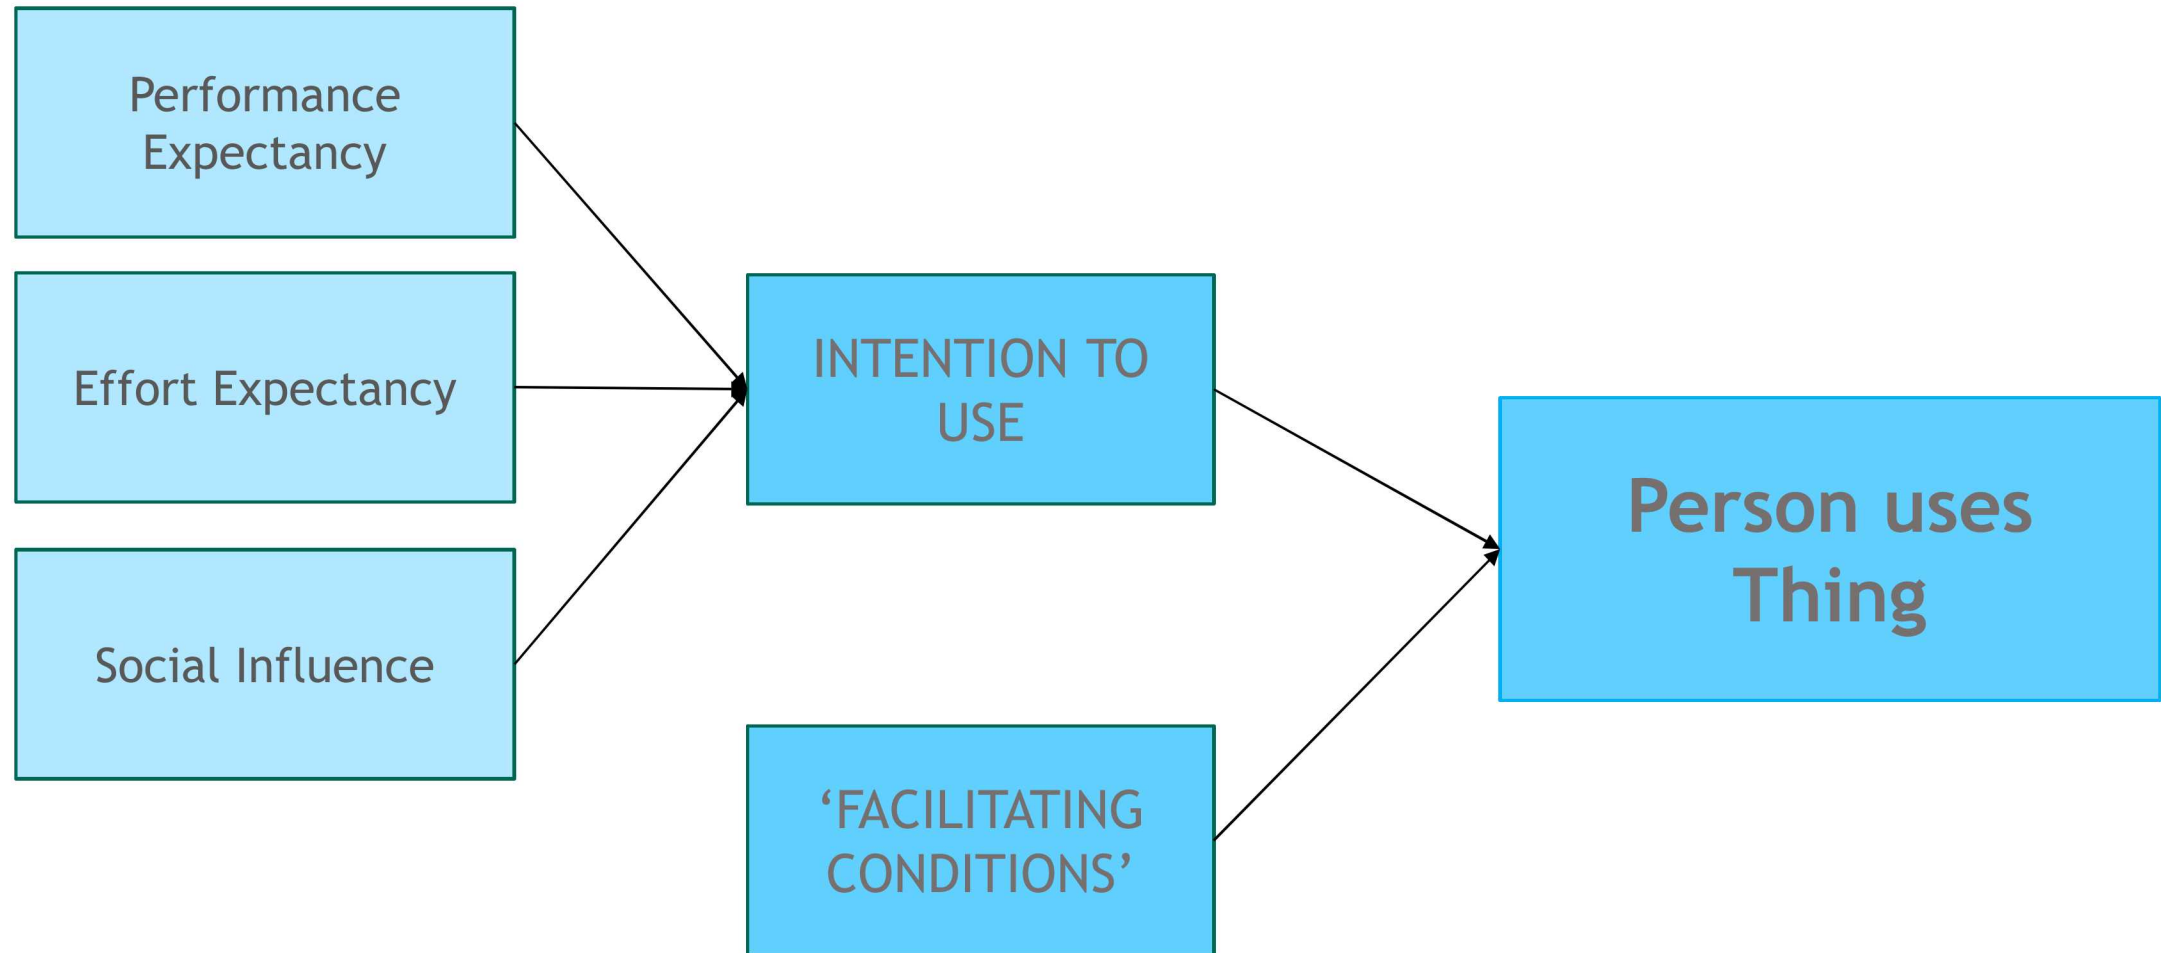 Performance
Expectancy
Effort Expectancy
Social Influence
INTENTION TO
USE
‘FACILITATING
CONDITIONS’
Person uses
Thing